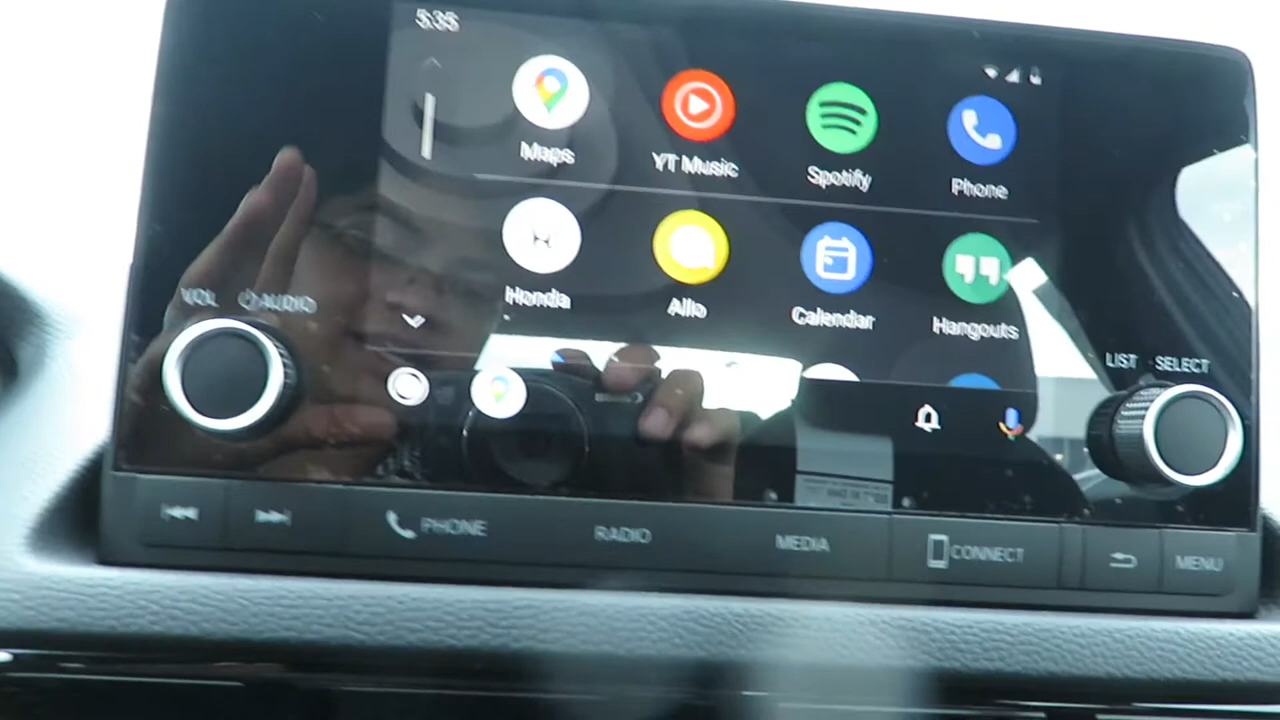 5:35
Maps
YT Music
Spotify
Phone
Honda
Allo
Calendar
Hangouts
VOL AUDIO
LIST SELECT
PHONE
RADIO
MEDIA
CONNECT
MENU